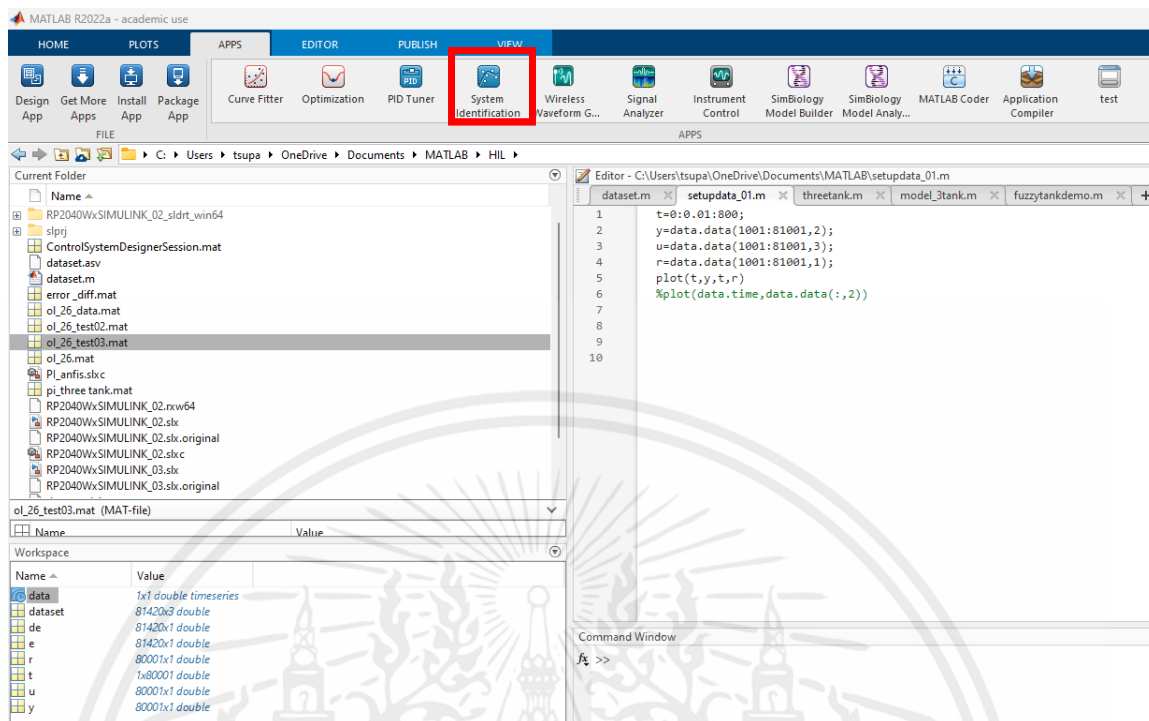 MATLAB R2022a - academic use
HOME PLOTS APPS EDITOR PUBLISH VIEW
Design App
Get More Apps
Install App
Package App
Curve Fitter
Optimization
PID Tuner
System Identification
Wireless Waveform G...
Signal Analyzer
Instrument Control
SimBiology Model Builder
SimBiology Model Analy...
MATLAB Coder
Application Compiler
test
FILE
APPS
C: Users tsupa OneDrive Documents MATLAB HIL
Current Folder
Name
RP2040WxSIMULINK_02_sldrt_win64
slprj
ControlSystemDesignerSession.mat
dataset.asv
dataset.m
error _diff.mat
ol_26_data.mat
ol_26_test02.mat
ol_26_test03.mat
ol_26.mat
PI_anfis.slxc
pi_three tank.mat
RP2040WxSIMULINK_02.rxw64
RP2040WxSIMULINK_02.slx
RP2040WxSIMULINK_02.slx.original
RP2040WxSIMULINK_02.slxc
RP2040WxSIMULINK_03.slx
RP2040WxSIMULINK_03.slx.original
ol_26_test03.mat (MAT-file)
Name Value
Workspace
Name Value
data 1x1 double timeseries
dataset 81420x3 double
de 81420x1 double
e 81420x1 double
r 80001x1 double
t 1x80001 double
u 80001x1 double
y 80001x1 double
Editor - C:\Users\tsupa\OneDrive\Documents\MATLAB\setupdata_01.m
dataset.m setupdata_01.m threetank.m model_3tank.m fuzzytankdemo.m
1 t=0:0.01:800;
2 y=data.data(1001:81001,2);
3 u=data.data(1001:81001,3);
4 r=data.data(1001:81001,1);
5 plot(t,y,t,r)
6 %plot(data.time,data.data(:,2))
7
8
9
10
Command Window
fx >>